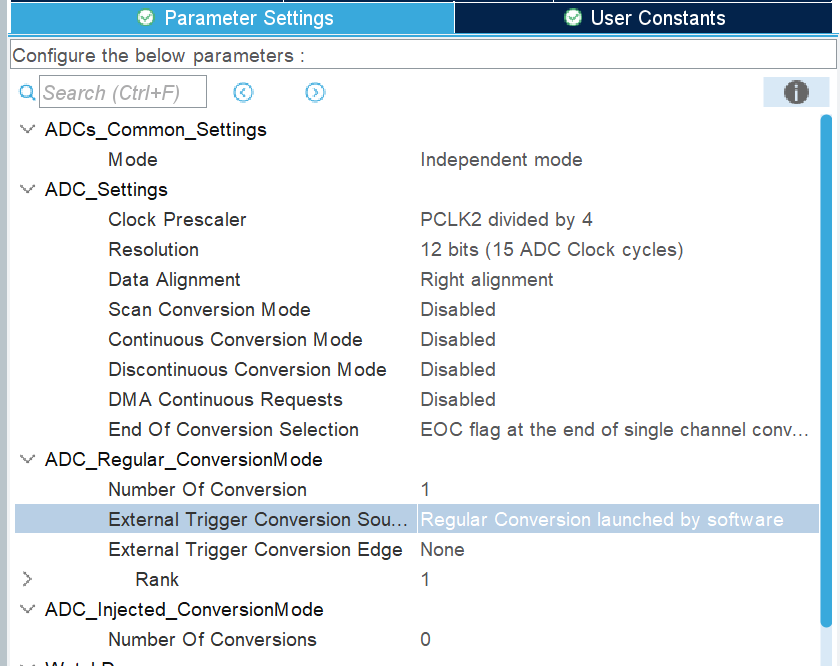 Parameter Settings User Constants
Configure the below parameters :
Search (Ctrl+F)
ADCs_Common_Settings
Mode Independent mode
ADC_Settings
Clock Prescaler PCLK2 divided by 4
Resolution 12 bits (15 ADC Clock cycles)
Data Alignment Right alignment
Scan Conversion Mode Disabled
Continuous Conversion Mode Disabled
Discontinuous Conversion Mode Disabled
DMA Continuous Requests Disabled
End Of Conversion Selection EOC flag at the end of single channel conv...
ADC_Regular_ConversionMode
Number Of Conversion 1
External Trigger Conversion Sou... Regular Conversion launched by software
External Trigger Conversion Edge None
Rank 1
ADC_Injected_ConversionMode
Number Of Conversions 0